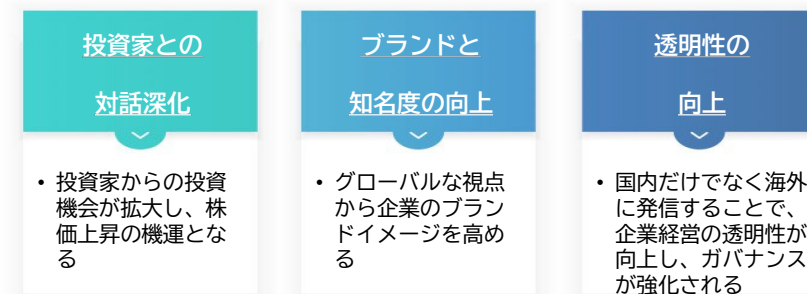 投資家との
対話深化
• 投資家からの投資
機会が拡大し、株
価上昇の機運とな
る
ブランドと
知名度の向上
• グローバルな視点
から企業のブラン
ドイメージを高め
る
透明性の
向上
• 国内だけでなく海外
に発信することで、
企業経営の透明性が
向上し、ガバナンス
が強化される